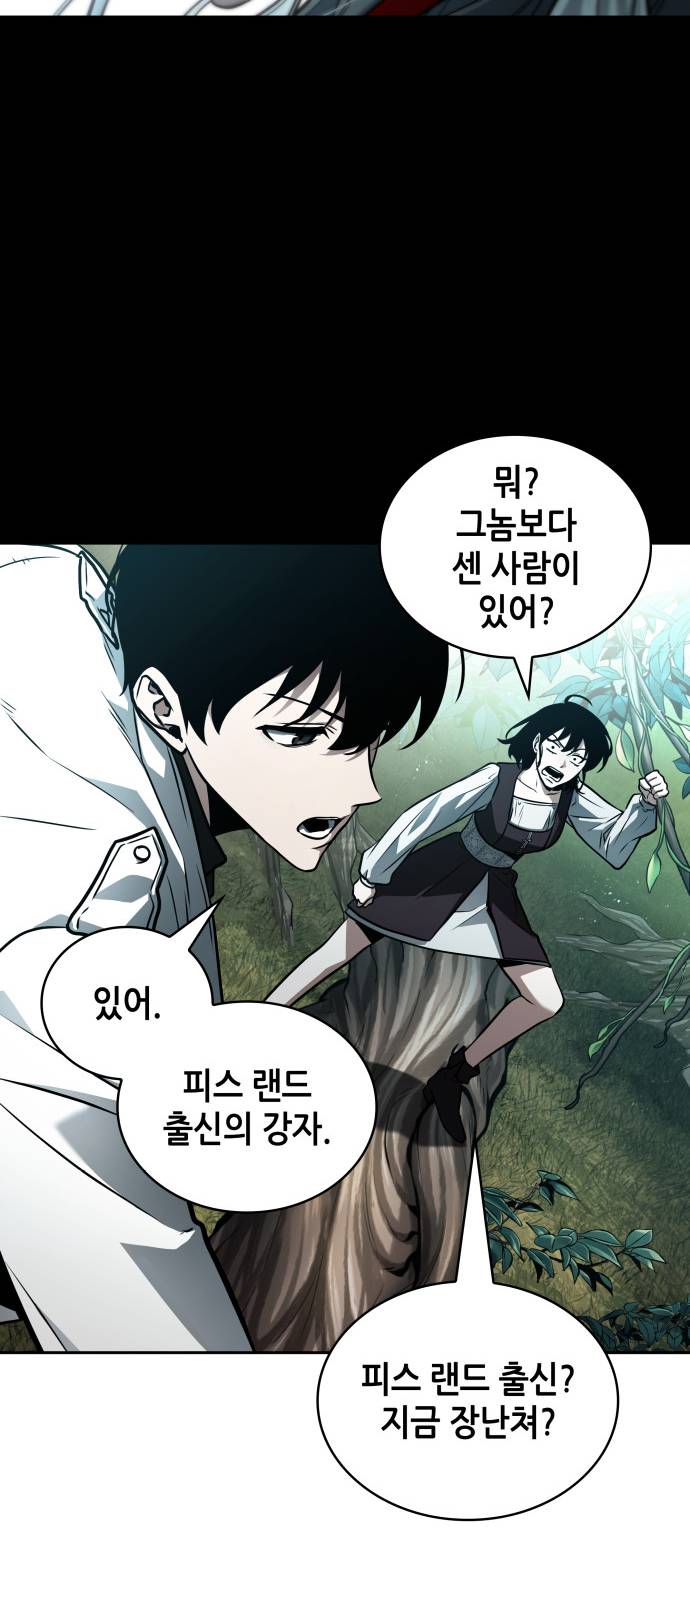 뭐?
그놈보다
센 사람이
있어?
있어.
피스 랜드
출신의 강자.
피스 랜드 출신?
지금 장난쳐?